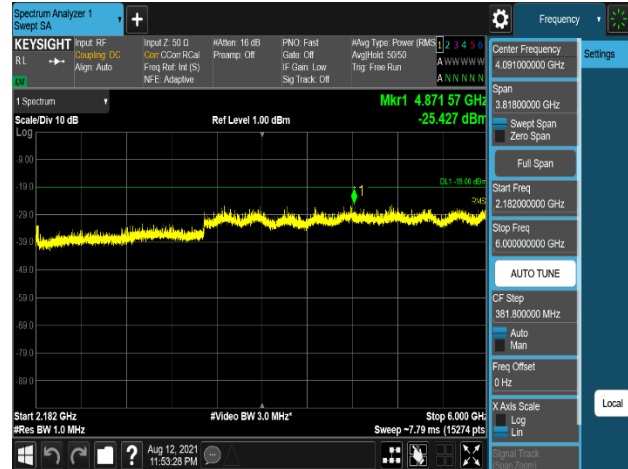 Spectrum Analyzer 1
Swept SA
+
Frequency
KEYSIGHT
Input: RF
Input Z: 50 Ω
#Atten: 16 dB
PNO: Fast
#Avg Type: Power (RMS
1 2 3 4 5 6
R L
Coupling: DC
Corr CCorr RCal
Preamp: Off
Gate: Off
Avg|Hold: 50/50
A W W W W W
Align: Auto
Freq Ref: Int (S)
IF Gain: Low
Trig: Free Run
NFE: Adaptive
Sig Track: Off
A N N N N N
1 Spectrum
Mkr1 4.871 57 GHz
Scale/Div 10 dB
Ref Level 1.00 dBm
-25.427 dBm
Log
-9.00
DL1 -19.00 dBm
-19.0
1
RMS
-29.0
-39.0
-49.0
-59.0
-69.0
-79.0
-89.0
Start 2.182 GHz
#Video BW 3.0 MHz*
Stop 6.000 GHz
#Res BW 1.0 MHz
Sweep ~7.79 ms (15274 pts
?
Aug 12, 2021
11:53:28 PM
Center Frequency
4.091000000 GHz
Settings
Span
3.81800000 GHz
Swept Span
Zero Span
Full Span
Start Freq
2.182000000 GHz
Stop Freq
6.000000000 GHz
AUTO TUNE
CF Step
381.800000 MHz
Auto
Man
Freq Offset
0 Hz
X Axis Scale
Log
Lin
Local
Signal Track
(Span Zoom)